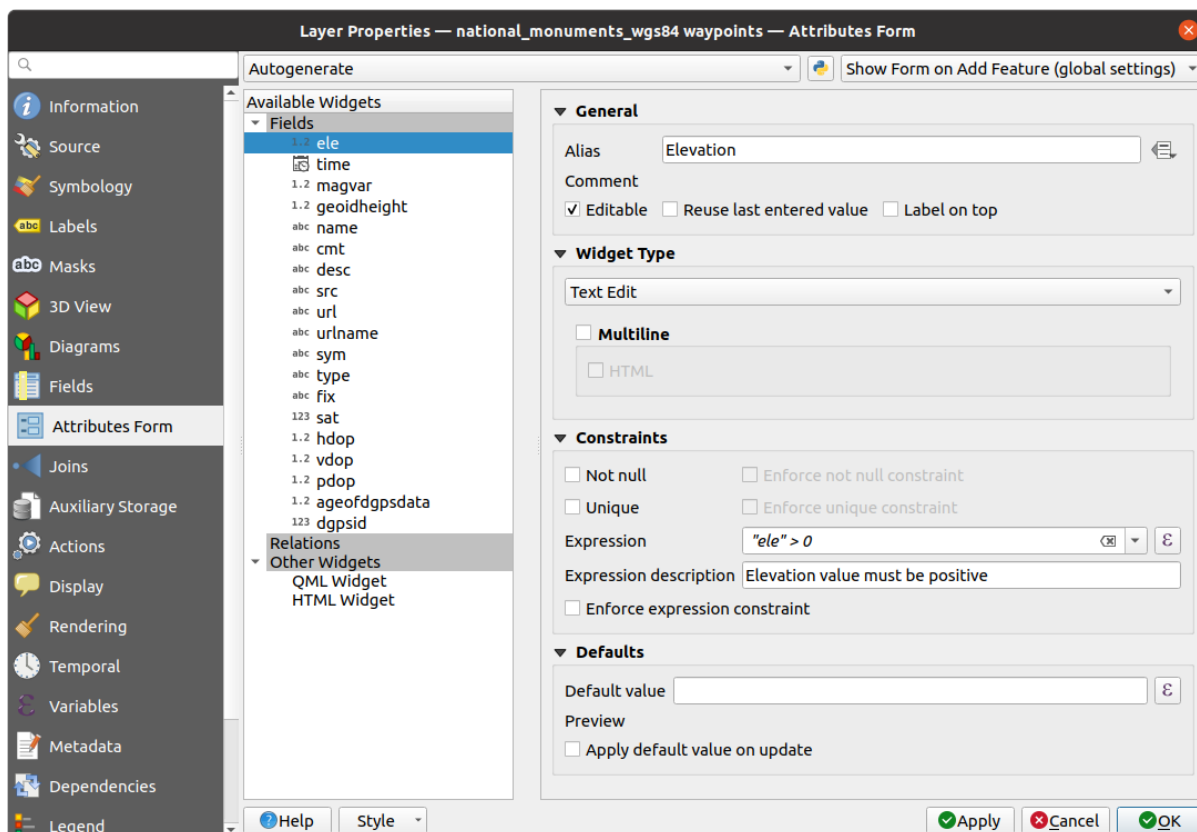 Layer Properties — national_monuments_wgs84 waypoints — Attributes Form
Autogenerate
Show Form on Add Feature (global settings)
Information
Source
Symbology
abc Labels
abc Masks
3D View
Diagrams
Fields
Attributes Form
Joins
Auxiliary Storage
Actions
Display
Rendering
Temporal
ε Variables
Metadata
Dependencies
Legend
Available Widgets
Fields
1.2 ele
time
1.2 magvar
1.2 geoidheight
abc name
abc cmt
abc desc
abc src
abc url
abc urlname
abc sym
abc type
abc fix
123 sat
1.2 hdop
1.2 vdop
1.2 pdop
1.2 ageofdgpsdata
123 dgpsid
Relations
Other Widgets
QML Widget
HTML Widget
General
Alias Elevation
Comment
Editable Reuse last entered value Label on top
Widget Type
Text Edit
Multiline
HTML
Constraints
Not null Enforce not null constraint
Unique Enforce unique constraint
Expression "ele" > 0 ε
Expression description Elevation value must be positive
Enforce expression constraint
Defaults
Default value ε
Preview
Apply default value on update
Help Style Apply Cancel OK